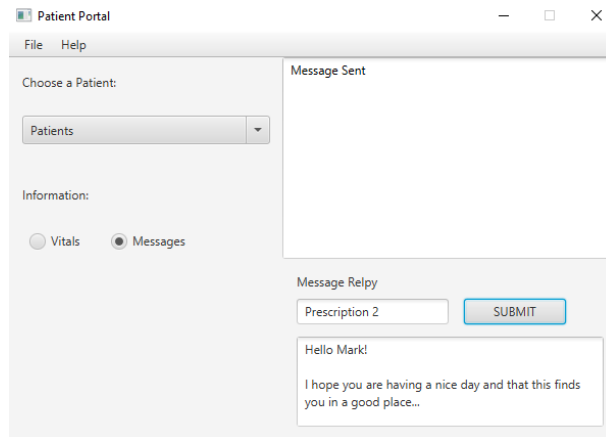 Patient Portal
File Help
Choose a Patient:
Patients
Information:
Vitals Messages
Message Sent
Message Relpy
Prescription 2 SUBMIT
Hello Mark!
I hope you are having a nice day and that this finds
you in a good place...